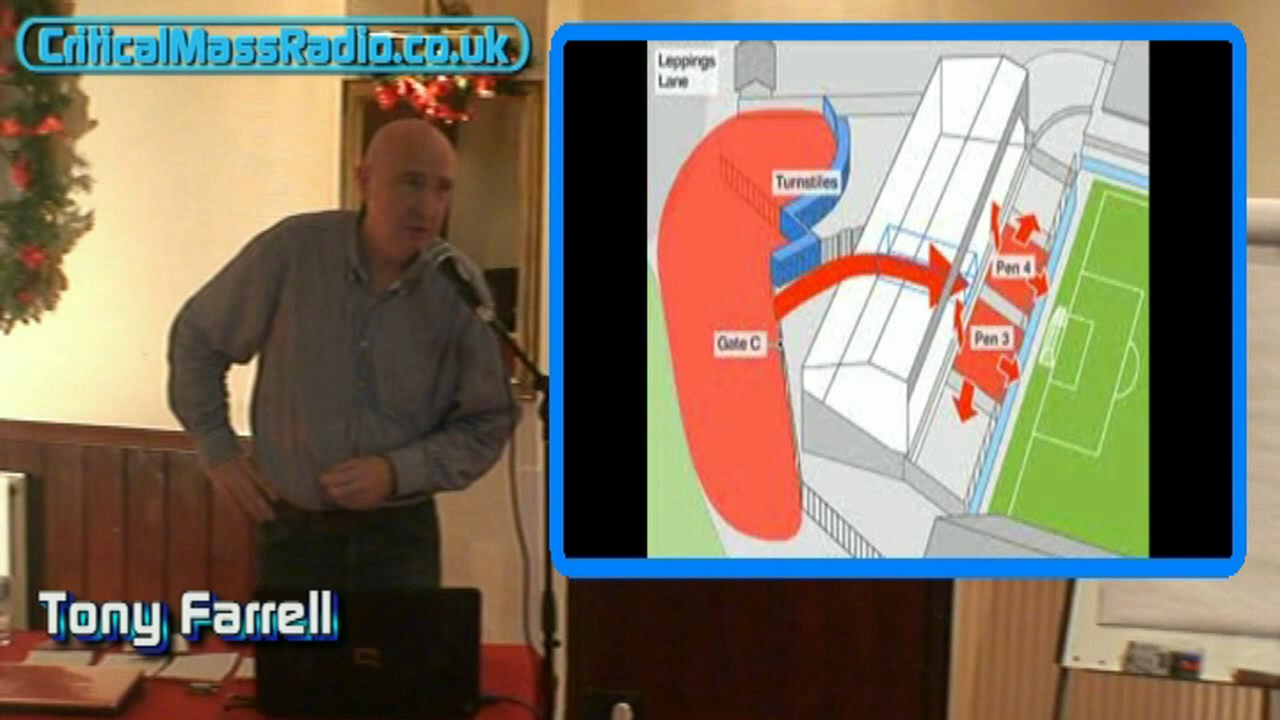 CriticalMassRadio.co.uk
Leppings
Lane
Turnstiles
Pen 4
Gate C
Pen 3
Tony Farrell